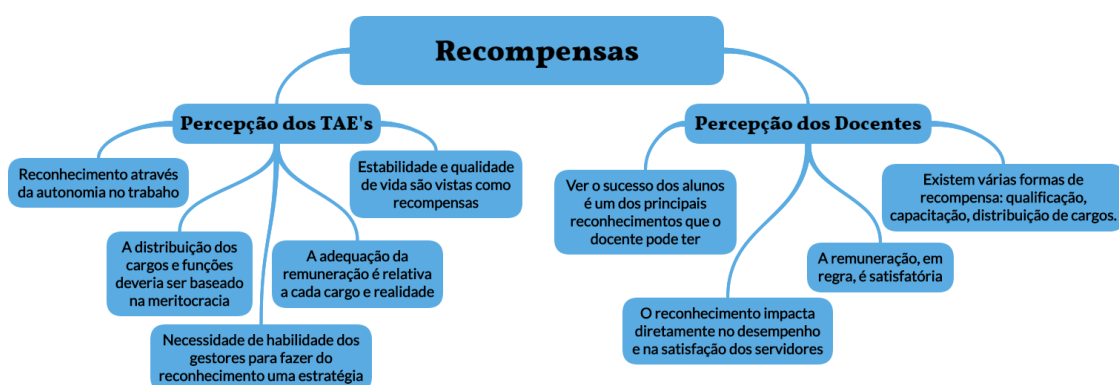 Recompensas
Percepção dos TAE's
Reconhecimento através
da autonomia no trabaho
A distribuição dos
cargos e funções
deveria ser baseado
na meritocracia
Necessidade de habilidade dos
gestores para fazer do
reconhecimento uma estratégia
A adequação da
remuneração é relativa
a cada cargo e realidade
Estabilidade e qualidade
de vida são vistas como
recompensas
Percepção dos Docentes
Ver o sucesso dos alunos
é um dos principais
reconhecimentos que o
docente pode ter
O reconhecimento impacta
diretamente no desempenho
e na satisfação dos servidores
A remuneração, em
regra, é satisfatória
Existem várias formas de
recompensa: qualificação,
capacitação, distribuição de cargos.